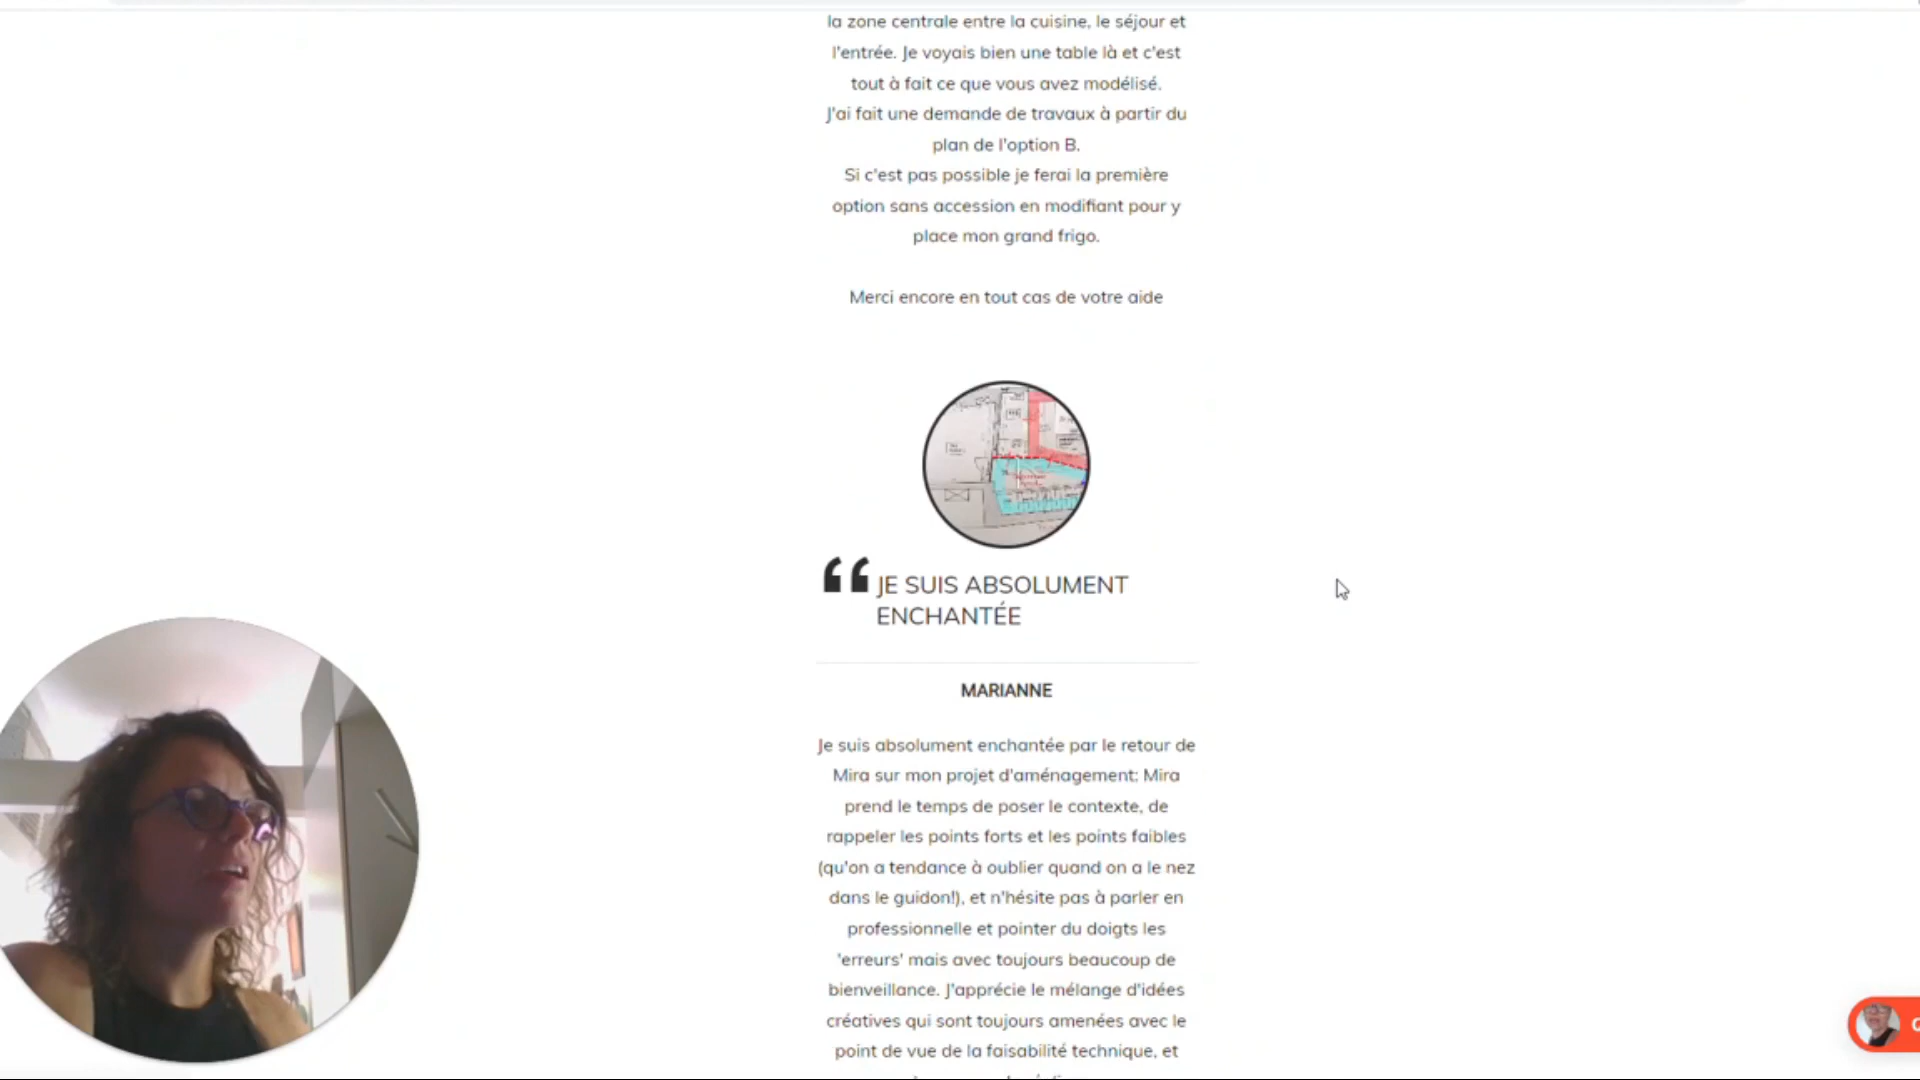 la zone centrale entre la cuisine, le séjour et
l'entrée. Je voyais bien une table là et c'est
tout à fait ce que vous avez modélisé.
J'ai fait une demande de travaux à partir du
plan de l'option B.
Si c'est pas possible je ferai la première
option sans accession en modifiant pour y
place mon grand frigo.
Merci encore en tout cas de votre aide
“ JE SUIS ABSOLUMENT
ENCHANTÉE
MARIANNE
Je suis absolument enchantée par le retour de
Mira sur mon projet d'aménagement: Mira
prend le temps de poser le contexte, de
rappeler les points forts et les points faibles
(qu'on a tendance à oublier quand on a le nez
dans le guidon!), et n'hésite pas à parler en
professionnelle et pointer du doigts les
'erreurs' mais avec toujours beaucoup de
bienveillance. J'apprécie le mélange d'idées
créatives qui sont toujours amenées avec le
point de vue de la faisabilité technique, et